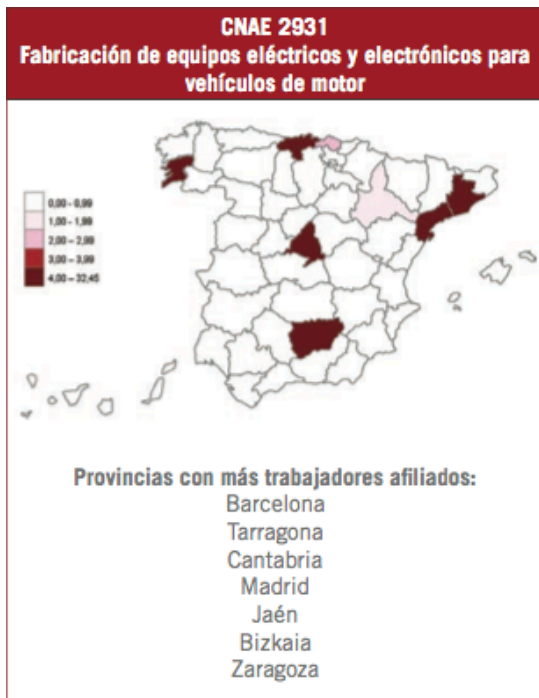 CNAE 2931
Fabricación de equipos eléctricos y electrónicos para
vehículos de motor
0,00 – 0,99
1,00 – 1,99
2,00 – 2,99
3,00 – 3,99
4,00 – 32,45
Provincias con más trabajadores afiliados:
Barcelona
Tarragona
Cantabria
Madrid
Jaén
Bizkaia
Zaragoza